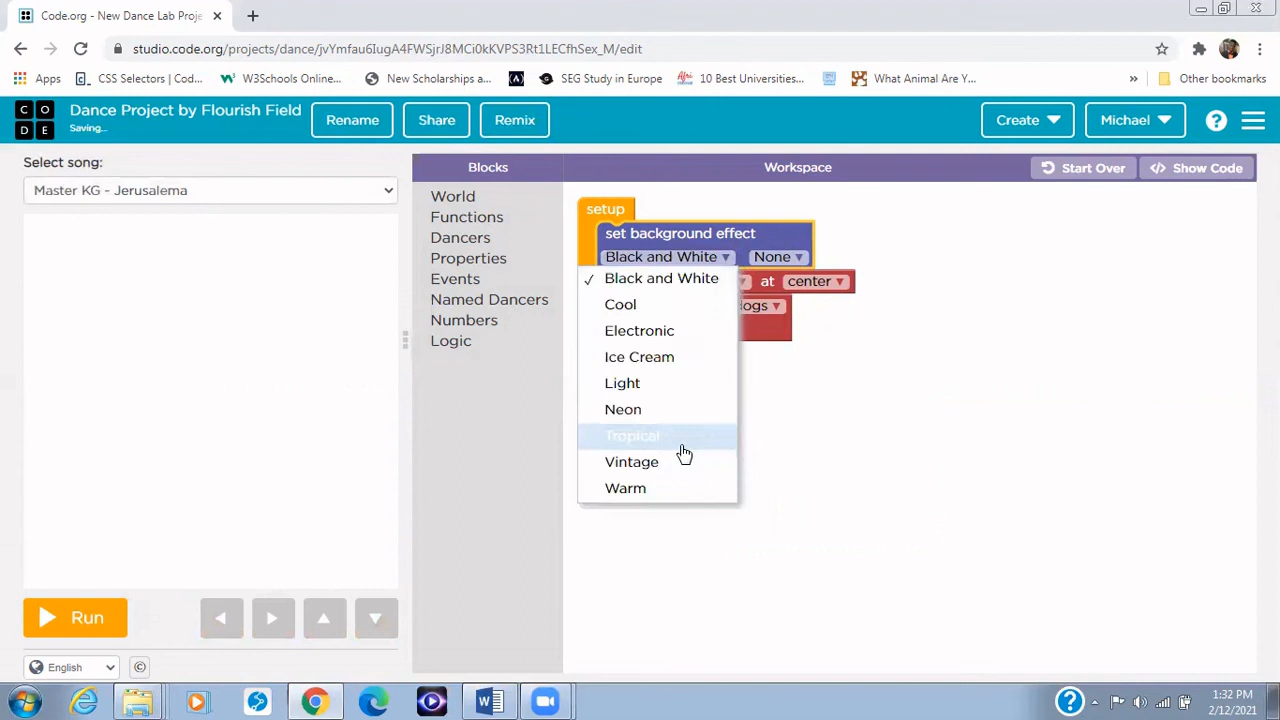 Code.org - New Dance Lab Proje
studio.code.org/projects/dance/jvYmfau6IugA4FWSjrJ8MCi0kKVPS3Rt1LECfhSex_M/edit
Apps
CSS Selectors | Cod...
W3Schools Online...
New Scholarships a...
SEG Study in Europe
10 Best Universities...
What Animal Are Y...
»
Other bookmarks
CODE
Dance Project by Flourish Field
Saving...
Rename
Share
Remix
Create
Michael
?
Select song:
Master KG - Jerusalema
Blocks
Workspace
Start Over
</> Show Code
World
Functions
Dancers
Properties
Events
Named Dancers
Numbers
Logic
setup
set background effect
Black and White
None
at center
dogs
✓ Black and White
Cool
Electronic
Ice Cream
Light
Neon
Tropical
Vintage
Warm
Run
English
©
1:32 PM
2/12/2021